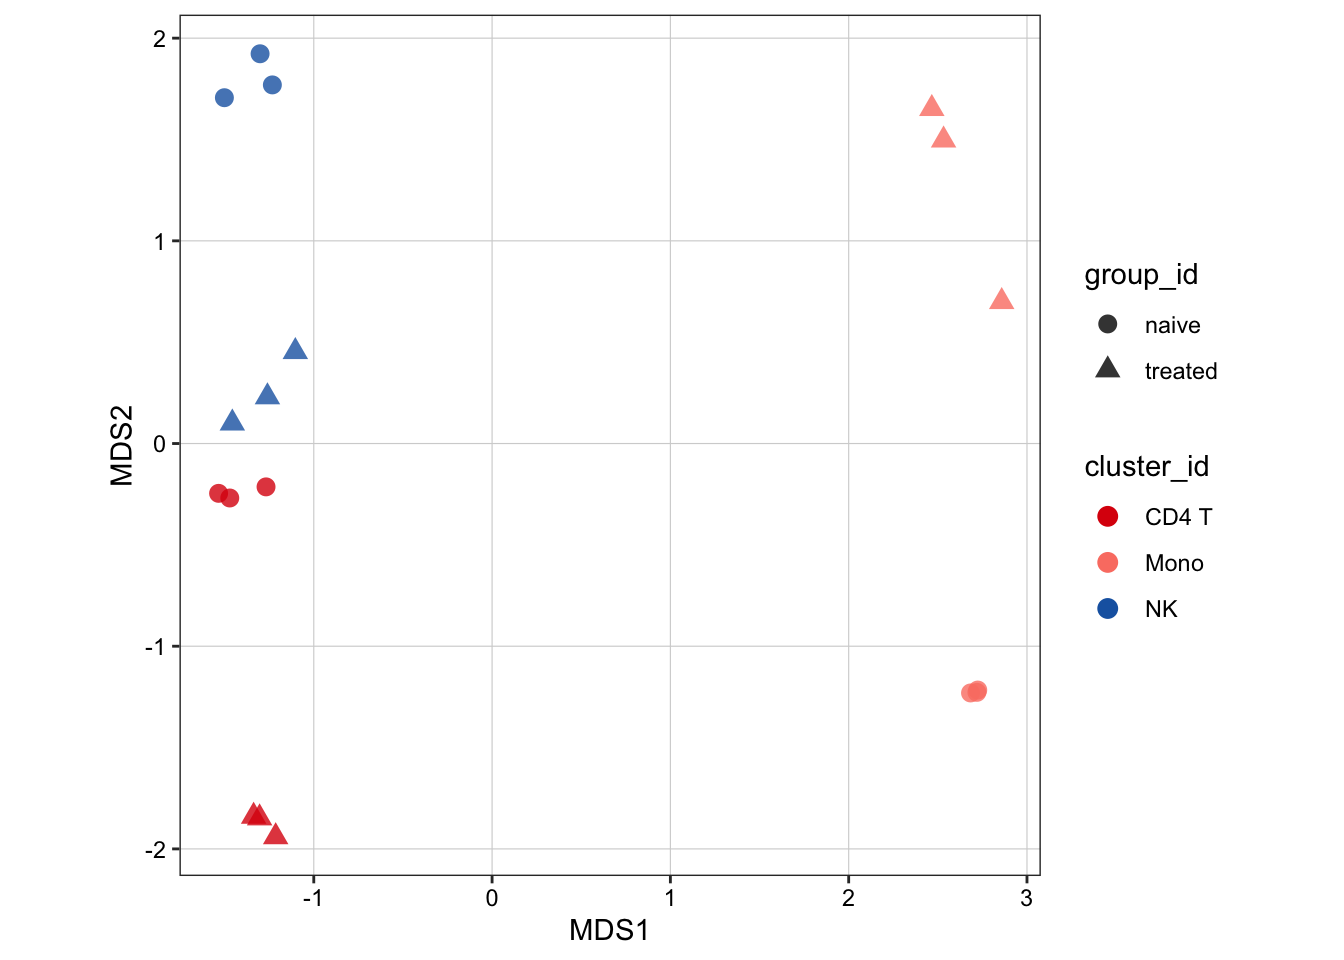 2
1
0
-1
-2
MDS2
-1
0
1
2
3
MDS1
group_id
naive
treated
cluster_id
CD4 T
Mono
NK